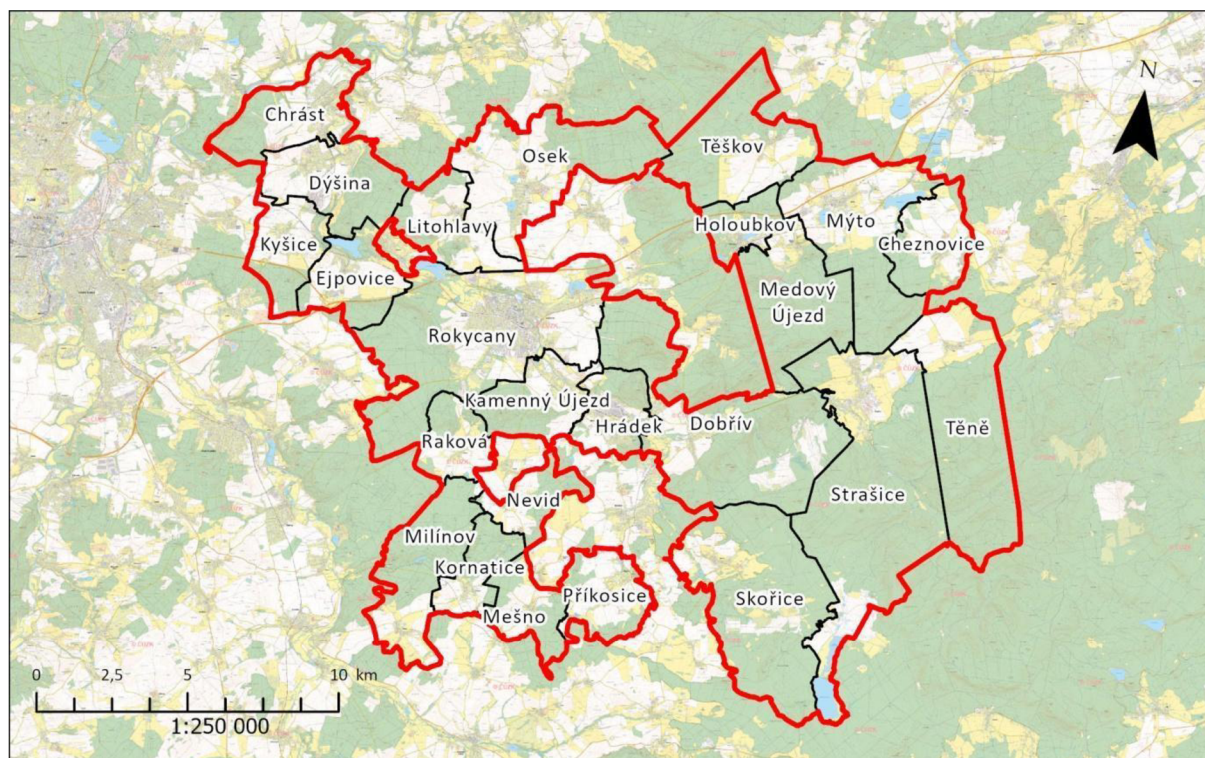 N
Chrást
Těškov
Osek
Dýšina
Holoubkov
Litohlavy
Mýto
Kyšice
Cheznovice
Ejpovice
Medový
Újezd
Rokycany
Kamenný Újezd
Hrádek
Dobřív
Těně
Raková
Nevid
Strašice
Milínov
Kornatice
Příkosice
Skořice
Mešno
0 2,5 5 10 km
1:250 000